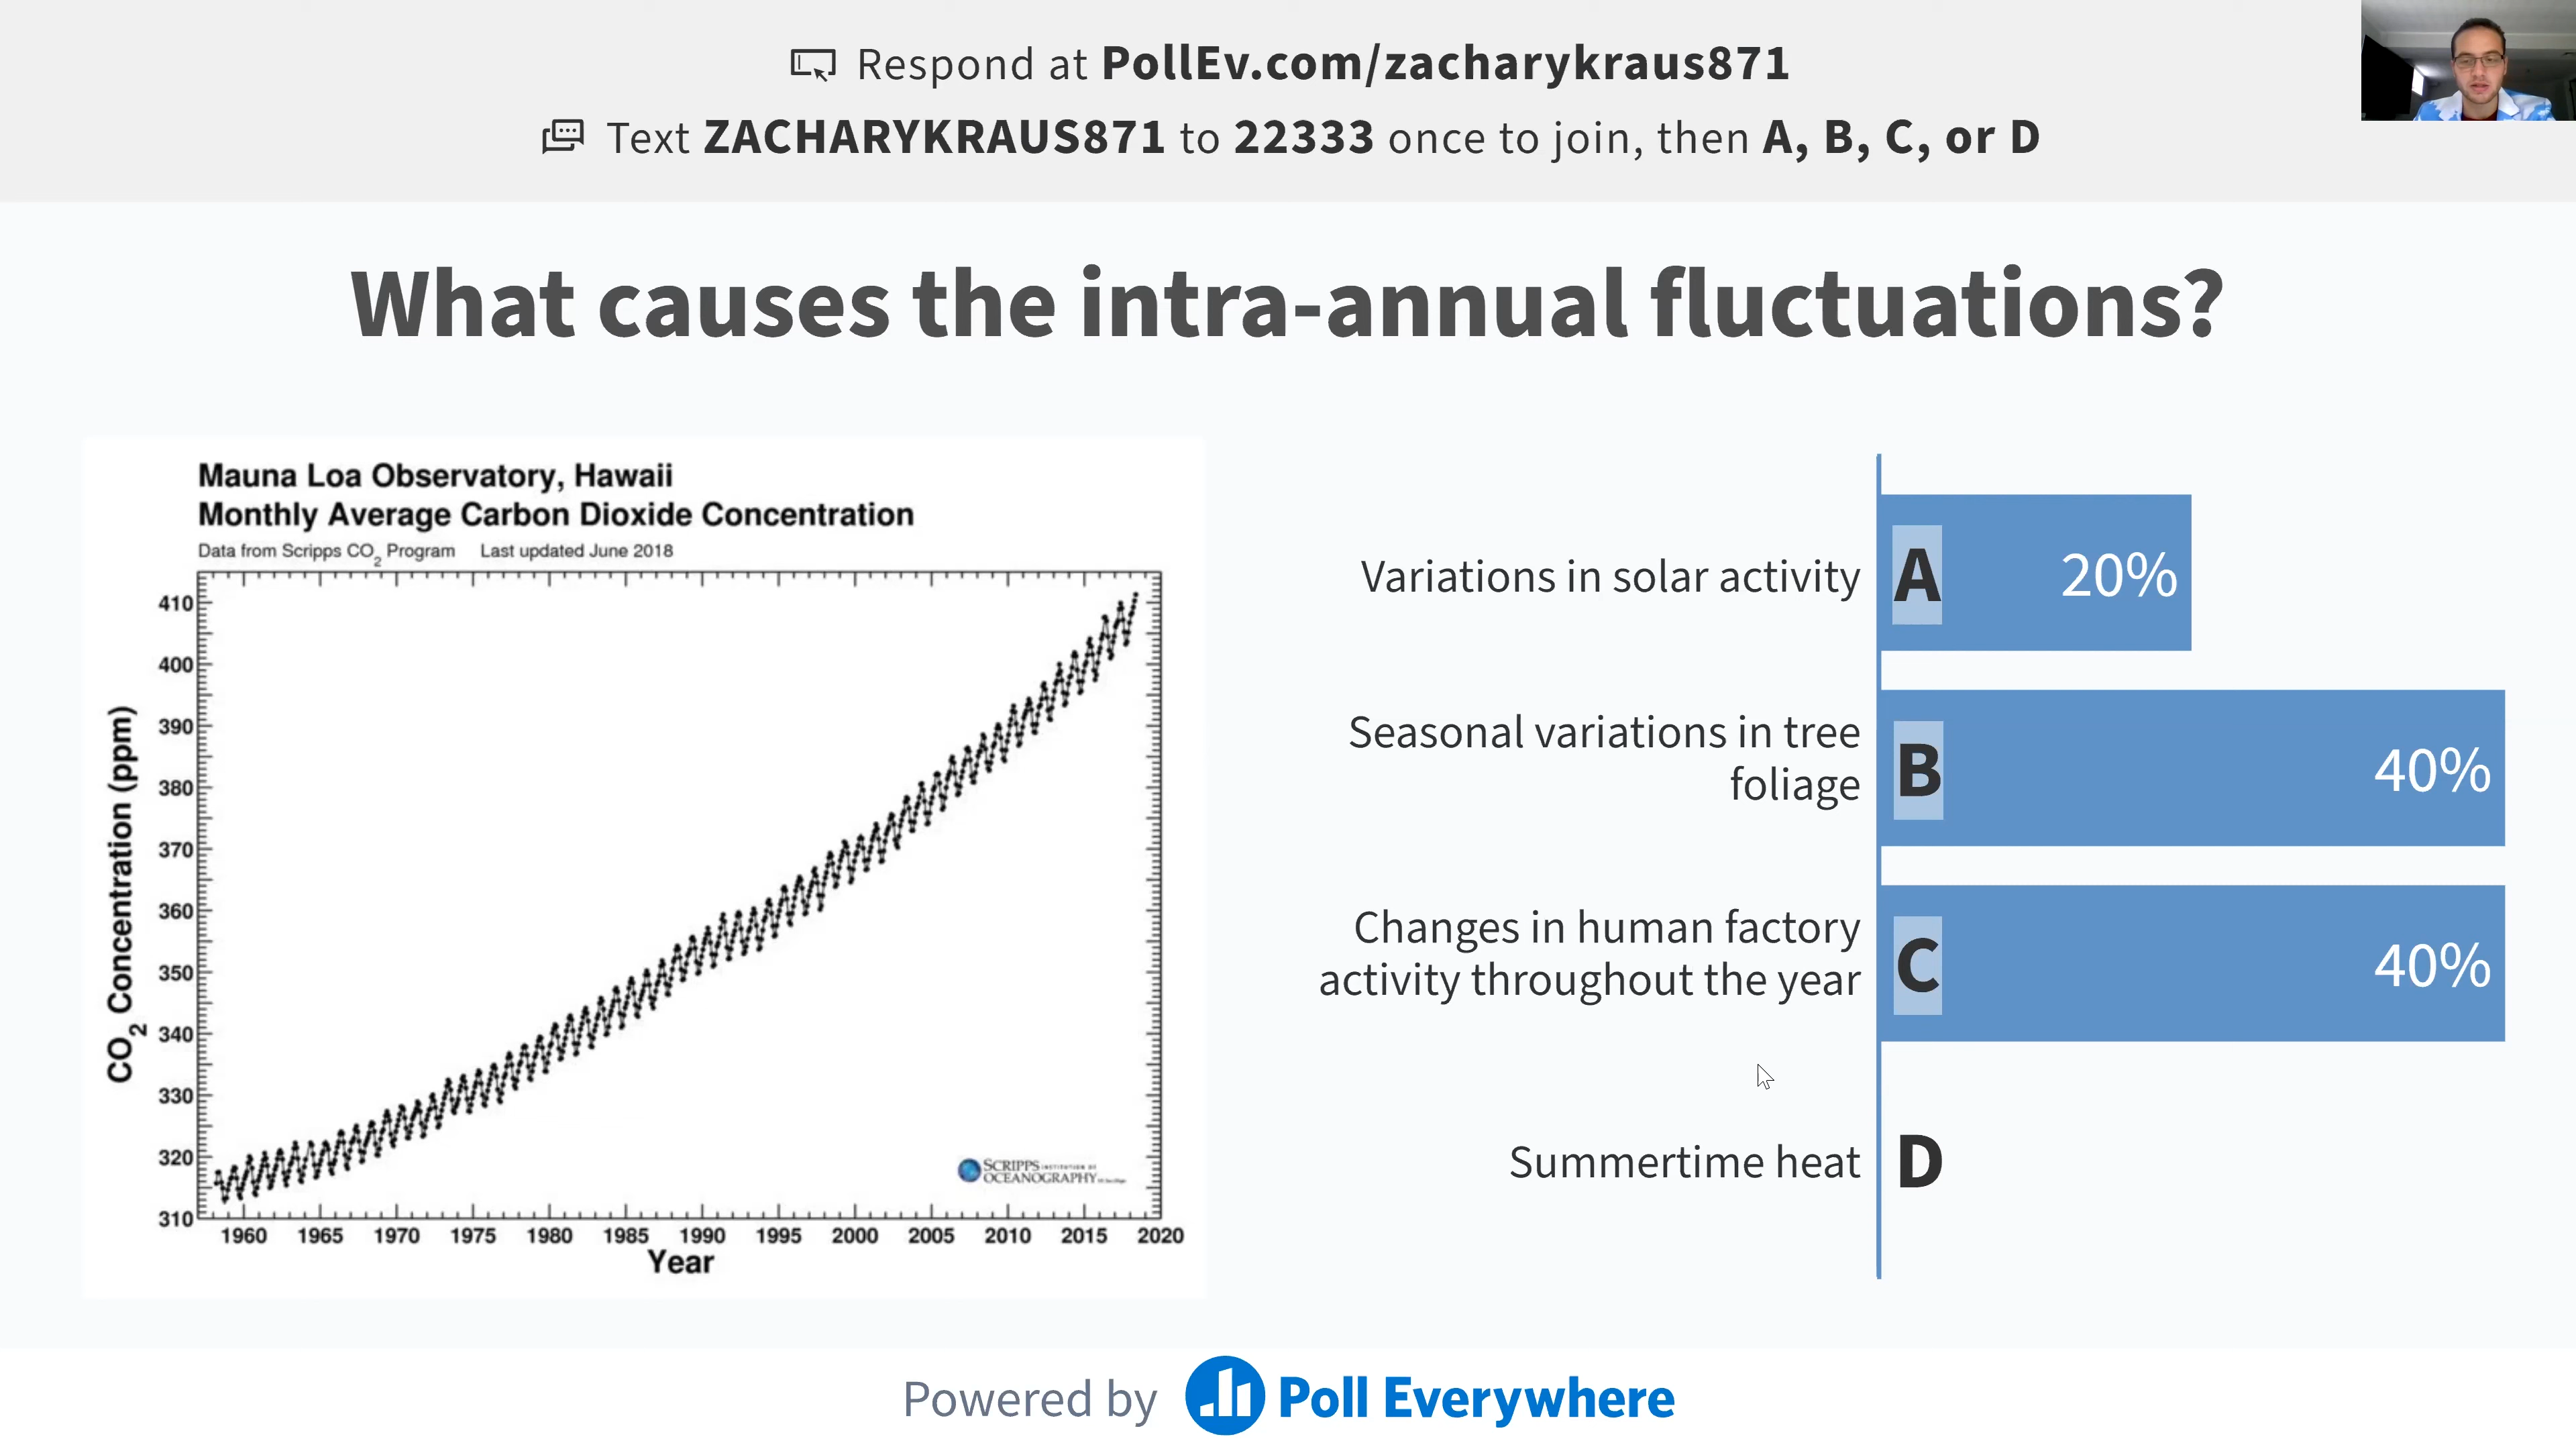 Respond at PollEv.com/zacharykraus871
Text ZACHARYKRAUS871 to 22333 once to join, then A, B, C, or D
What causes the intra-annual fluctuations?
Mauna Loa Observatory, Hawaii
Monthly Average Carbon Dioxide Concentration
Data from Scripps CO2 Program Last updated June 2018
CO2 Concentration (ppm)
410
400
390
380
370
360
350
340
330
320
310
1960 1965 1970 1975 1980 1985 1990 1995 2000 2005 2010 2015 2020
Year
SCRIPPS INSTITUTION OF
OCEANOGRAPHY
Variations in solar activity A 20%
Seasonal variations in tree
foliage B 40%
Changes in human factory
activity throughout the year C 40%
Summertime heat D
Powered by Poll Everywhere